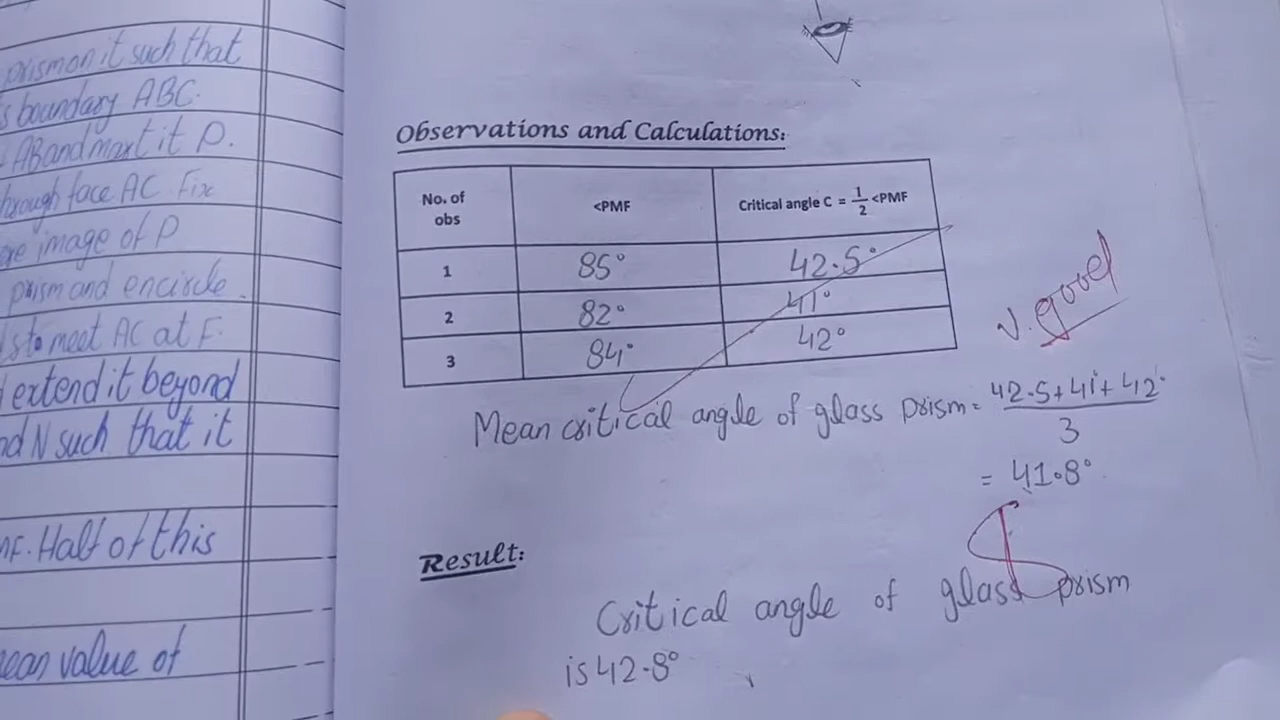 prism on it such that
s boundary ABC.
AB and mark it P.
hrough face AC. Fix
image of P
prism and encircle.
s to meet AC at F.
extend it beyond
nd N such that it
MF. Half of this
ean value of
Observations and Calculations:
No. of obs <PMF Critical angle C = 1/2 <PMF
1 85° 42.5°
2 82° 41°
3 84° 42°
V. good
Mean critical angle of glass prism = 42.5+41+42° / 3
= 41.8°
Result:
Critical angle of glass prism
is 42.8°